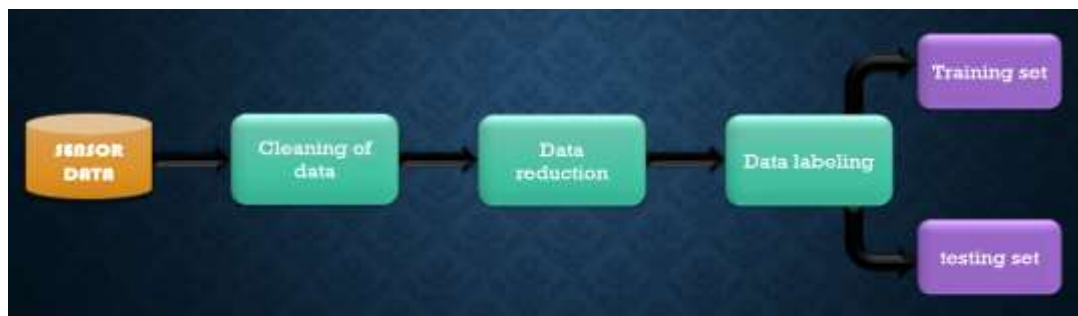 SENSOR
DATA
Cleaning of
data
Data
reduction
Data labeling
Training set
testing set